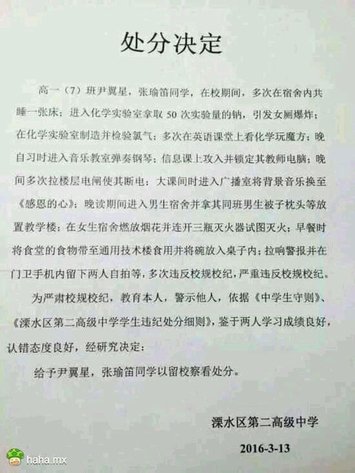 处分决定
高一（7）班尹翼星，张瑜笛同学，在校期间，多次在宿舍内共
睡一张床；进入化学实验室拿取 50 次实验量的钠，引发女厕爆炸；
在化学实验室制造并检验氯气；多次在英语课堂上看化学玩魔方；晚
自习时进入音乐教室弹奏钢琴；信息课上攻入并锁定其教师电脑；晚
间多次拉楼层电闸使其断电；大课间时进入广播室将背景音乐换至
《感恩的心》；晚读期间进入男生宿舍并拿其同班男生被子枕头等放
置教学楼；在女生宿舍燃放烟花并连开三瓶灭火器试图灭火；早餐时
将食堂的食物带至通用技术楼食用并将碗放入桌子内；拉响警报并在
门卫手机内留下两人自拍等，多次违反校规校纪，严重违反校规校纪。
为严肃校规校纪，教育本人，警示他人，依据《中学生守则》、
《溧水区第二高级中学学生违纪处分细则》，鉴于两人学习成绩良好，
认错态度良好，经研究决定：
给予尹翼星，张瑜笛同学以留校察看处分。
溧水区第二高级中学
2016-3-13
haha.mx